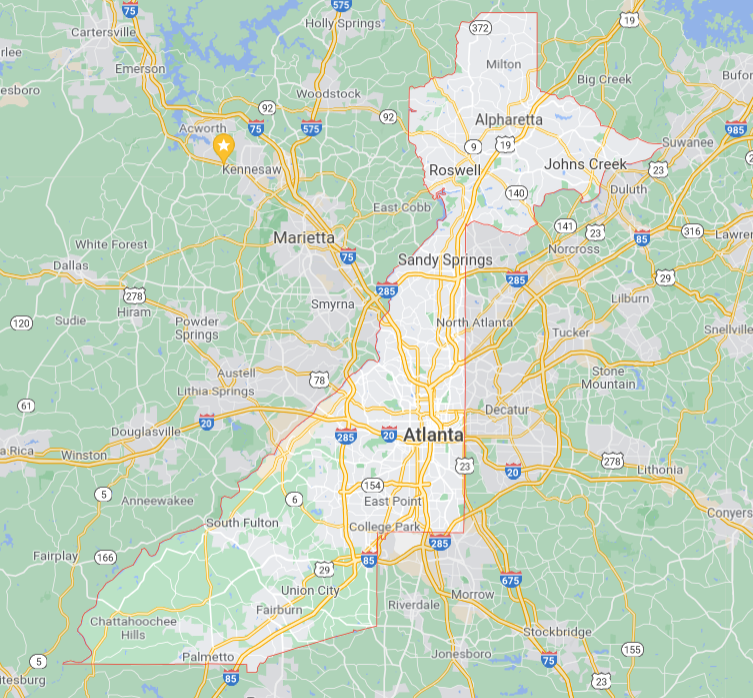 75
575
Holly Springs
19
Cartersville
372
rlee
Emerson
Milton
Big Creek
Bufor
esboro
Woodstock
92
92
Alpharetta
Acworth
75
575
985
9
19
Suwanee
2
Kennesaw
Roswell
Johns Creek
23
Duluth
140
East Cobb
141
23
316
Lawren
White Forest
Marietta
85
75
Norcross
Dallas
Sandy Springs
285
29
278
285
Lilburn
Smyrna
Hiram
120
Sudie
Powder
Springs
North Atlanta
Tucker
Snellville
Austell
78
Stone
Mountain
Lithia Springs
61
Decatur
20
Douglasville
285
20
Atlanta
a Rica
Winston
23
278
20
Lithonia
5
154
Anneewakee
6
East Point
Conyers
South Fulton
College Park
285
Fairplay
166
85
29
675
Union City
Morrow
Riverdale
Fairburn
Chattahoochee
Hills
Stockbridge
155
Palmetto
Jonesboro
5
75
85
23
tesburg